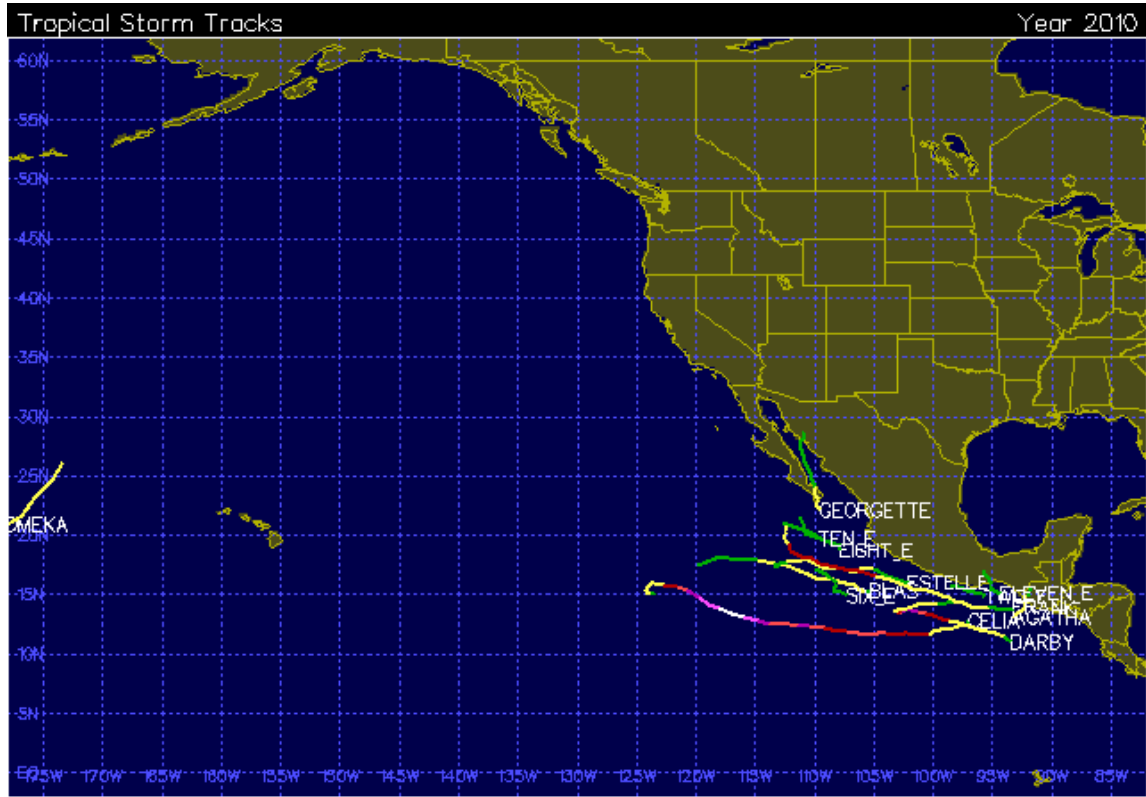 Tropical Storm Tracks Year 2010
60N
55N
50N
45N
40N
35N
30N
25N
GEORGETTE
OMEKA
20N
TEN_E
EIGHT_E
ESTELLE
BLAS
SIX_E
15N
ELEVEN_E
FRANK
AGATHA
CELIA
DARBY
10N
5N
EQ
175W 170W 165W 160W 155W 150W 145W 140W 135W 130W 125W 120W 115W 110W 105W 100W 95W 90W 85W